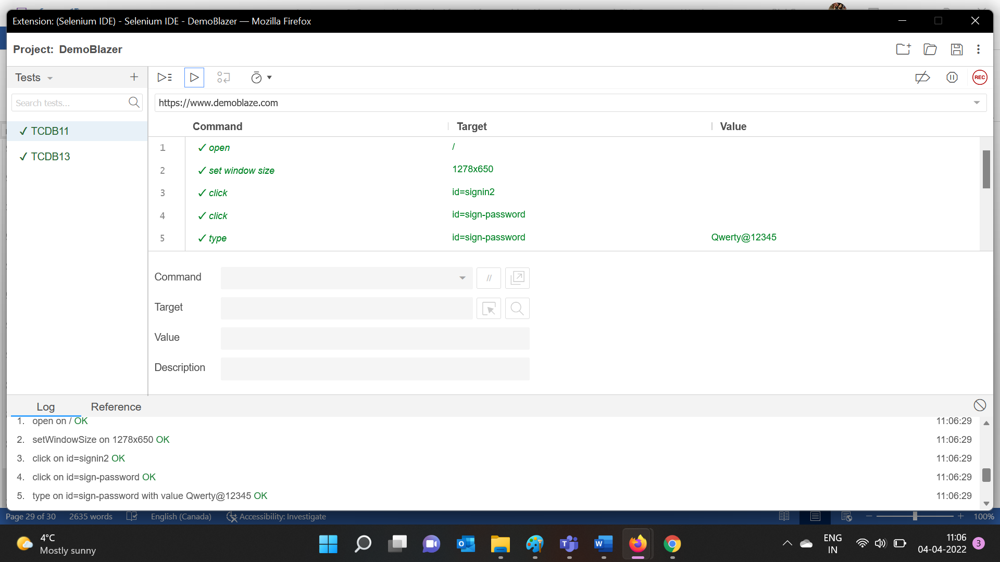 Extension: (Selenium IDE) - Selenium IDE - DemoBlazer — Mozilla Firefox
Project: DemoBlazer
Tests
REC
Search tests...
https://www.demoblaze.com
Command Target Value
✓ TCDB11
✓ TCDB13
1 ✓ open /
2 ✓ set window size 1278x650
3 ✓ click id=signin2
4 ✓ click id=sign-password
5 ✓ type id=sign-password Qwerty@12345
Command //
Target
Value
Description
Log Reference
1. open on / OK 11:06:29
2. setWindowSize on 1278x650 OK 11:06:29
3. click on id=signin2 OK 11:06:29
4. click on id=sign-password OK 11:06:29
5. type on id=sign-password with value Qwerty@12345 OK 11:06:29
Page 29 of 30 2635 words English (Canada) Accessibility: Investigate 100%
4°C
Mostly sunny
ENG
IN
11:06
04-04-2022
3